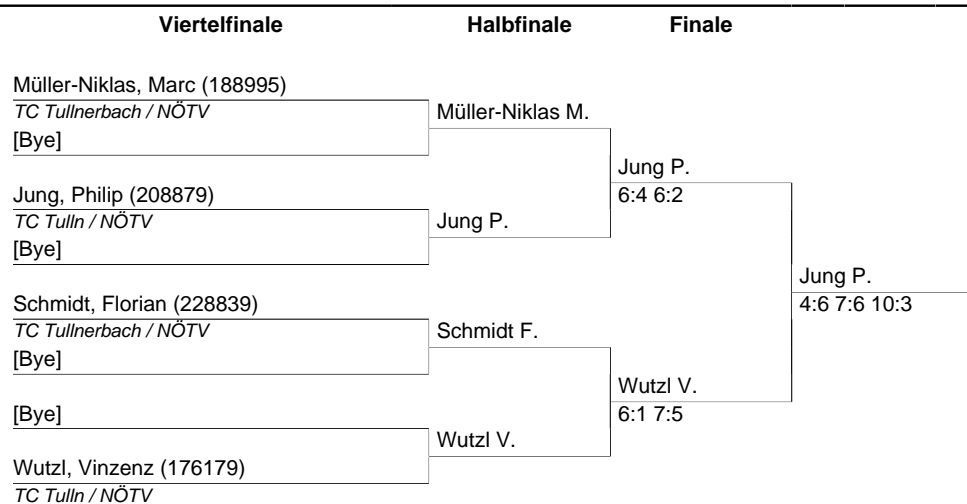 Viertelfinale Halbfinale Finale
Müller-Niklas, Marc (188995)
TC Tullnerbach / NÖTV Müller-Niklas M.
[Bye]
Jung P.
Jung, Philip (208879) 6:4 6:2
TC Tulln / NÖTV Jung P.
[Bye]
Jung P.
Schmidt, Florian (228839) 4:6 7:6 10:3
TC Tullnerbach / NÖTV Schmidt F.
[Bye]
Wutzl V.
[Bye] 6:1 7:5
Wutzl V.
Wutzl, Vinzenz (176179)
TC Tulln / NÖTV